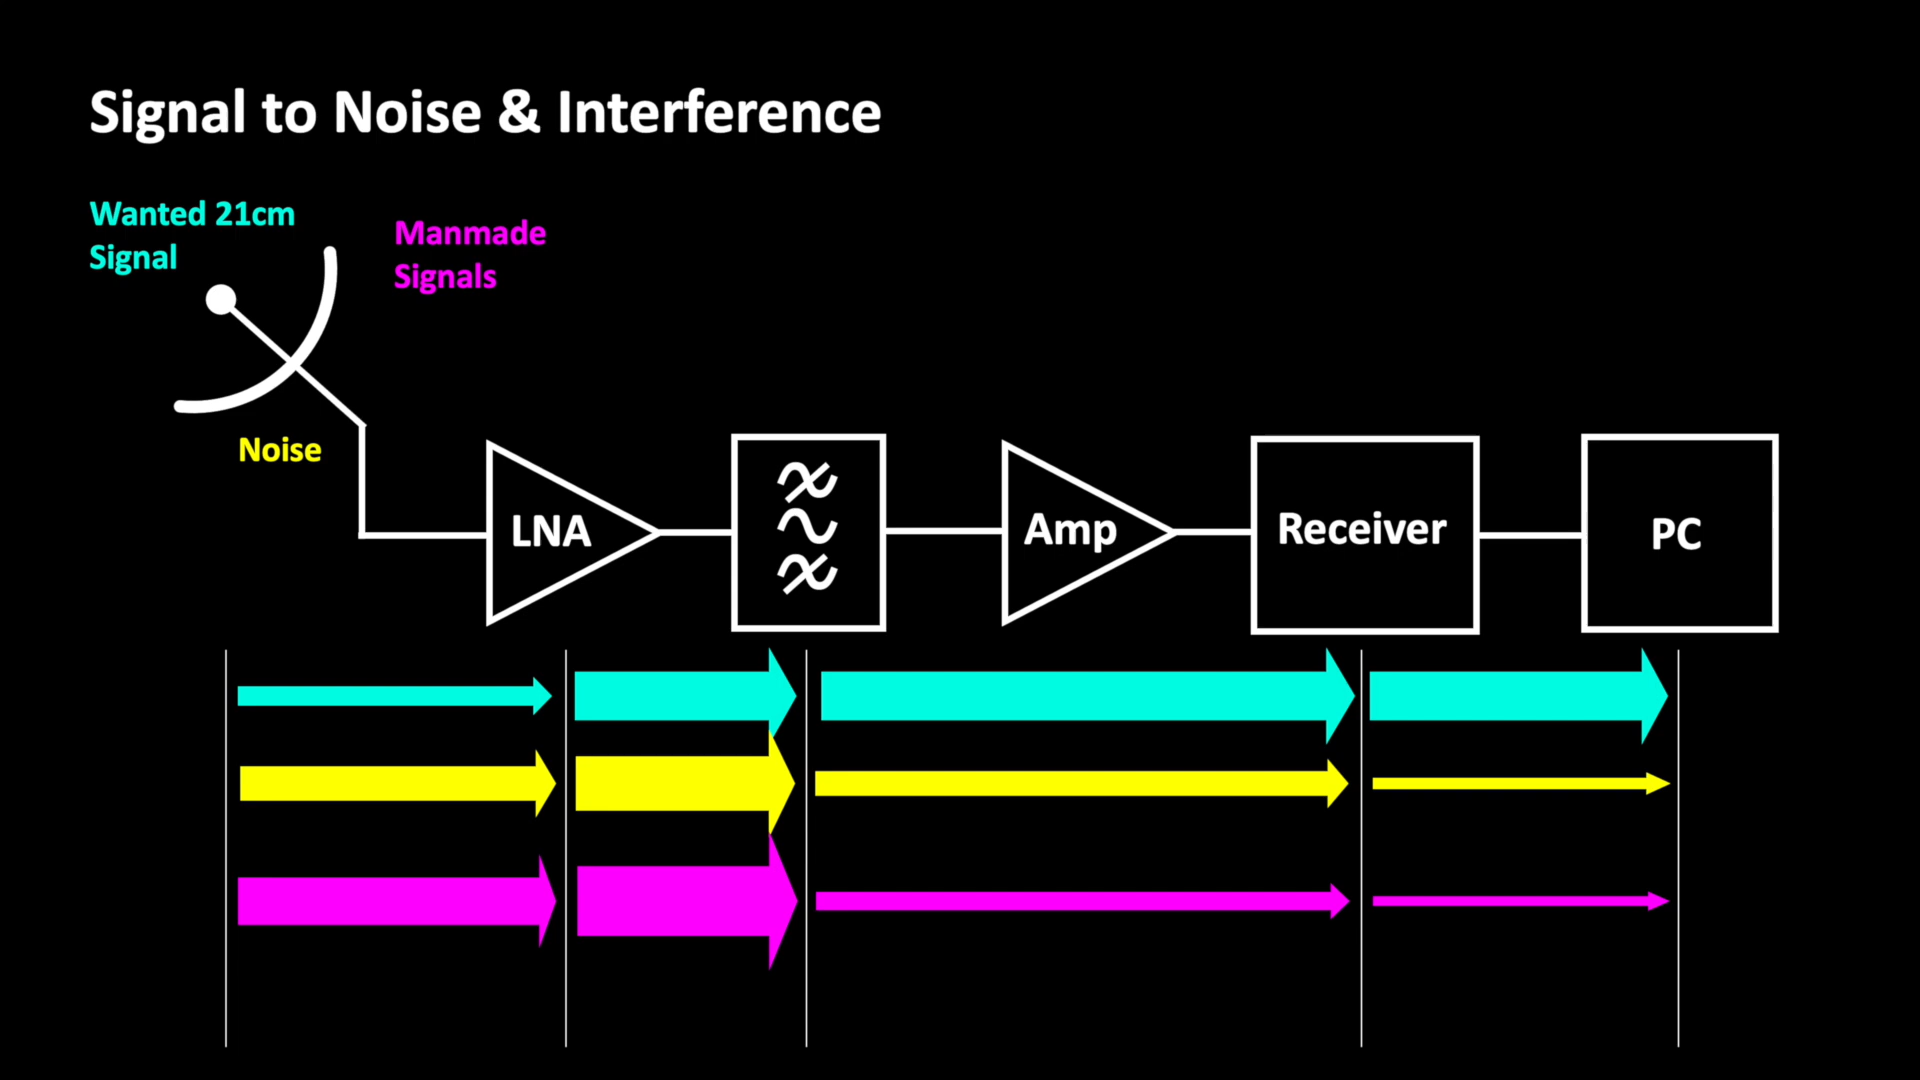 Signal to Noise & Interference
Wanted 21cm
Signal
Manmade
Signals
Noise
LNA
Amp
Receiver
PC